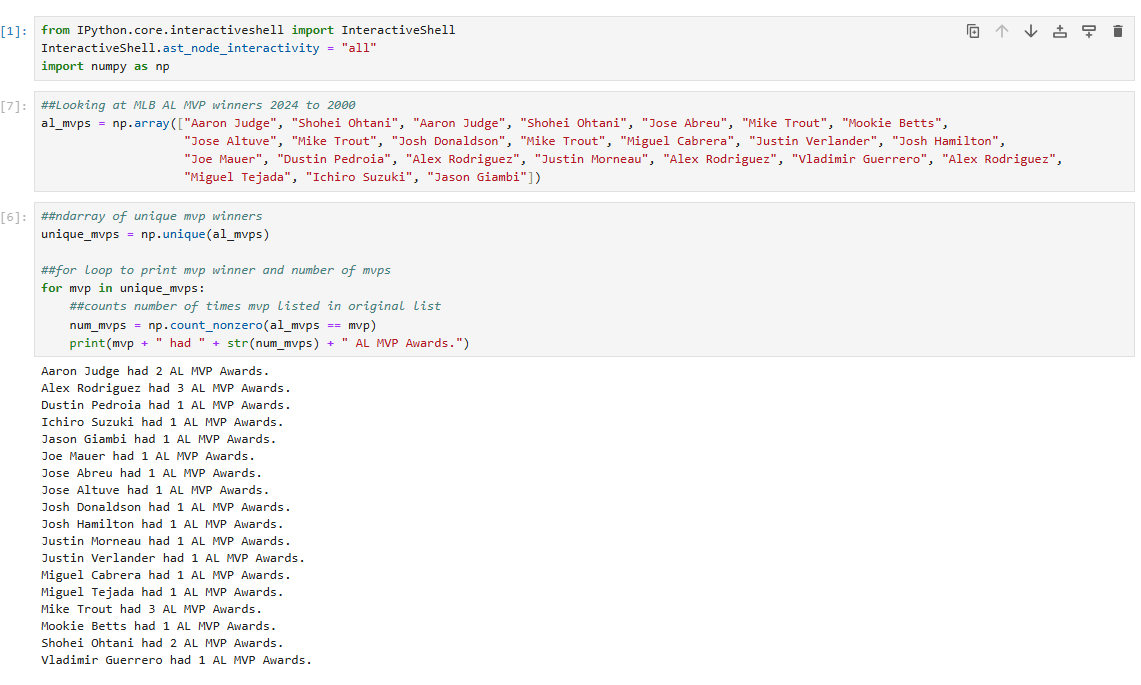 [1]: from IPython.core.interactiveshell import InteractiveShell
InteractiveShell.ast_node_interactivity = "all"
import numpy as np
[7]: ##Looking at MLB AL MVP winners 2024 to 2000
al_mvps = np.array(["Aaron Judge", "Shohei Ohtani", "Aaron Judge", "Shohei Ohtani", "Jose Abreu", "Mike Trout", "Mookie Betts",
"Jose Altuve", "Mike Trout", "Josh Donaldson", "Mike Trout", "Miguel Cabrera", "Justin Verlander", "Josh Hamilton",
"Joe Mauer", "Dustin Pedroia", "Alex Rodriguez", "Justin Morneau", "Alex Rodriguez", "Vladimir Guerrero", "Alex Rodriguez",
"Miguel Tejada", "Ichiro Suzuki", "Jason Giambi"])
[6]: ##ndarray of unique mvp winners
unique_mvps = np.unique(al_mvps)
##for loop to print mvp winner and number of mvps
for mvp in unique_mvps:
##counts number of times mvp listed in original list
num_mvps = np.count_nonzero(al_mvps == mvp)
print(mvp + " had " + str(num_mvps) + " AL MVP Awards.")
Aaron Judge had 2 AL MVP Awards.
Alex Rodriguez had 3 AL MVP Awards.
Dustin Pedroia had 1 AL MVP Awards.
Ichiro Suzuki had 1 AL MVP Awards.
Jason Giambi had 1 AL MVP Awards.
Joe Mauer had 1 AL MVP Awards.
Jose Abreu had 1 AL MVP Awards.
Jose Altuve had 1 AL MVP Awards.
Josh Donaldson had 1 AL MVP Awards.
Josh Hamilton had 1 AL MVP Awards.
Justin Morneau had 1 AL MVP Awards.
Justin Verlander had 1 AL MVP Awards.
Miguel Cabrera had 1 AL MVP Awards.
Miguel Tejada had 1 AL MVP Awards.
Mike Trout had 3 AL MVP Awards.
Mookie Betts had 1 AL MVP Awards.
Shohei Ohtani had 2 AL MVP Awards.
Vladimir Guerrero had 1 AL MVP Awards.